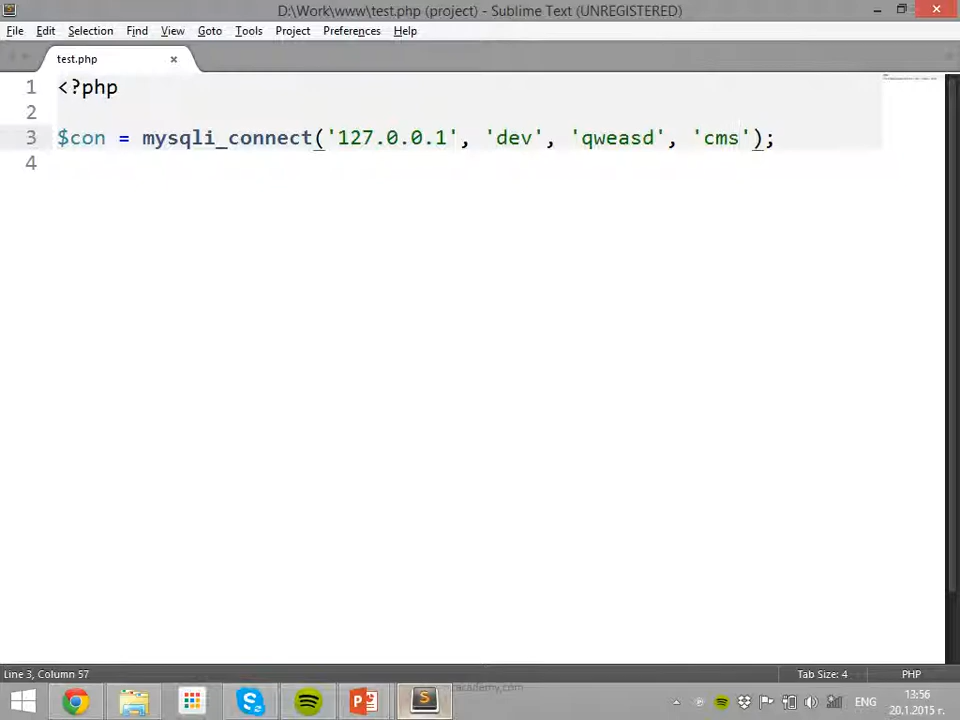 D:\Work\www\test.php (project) - Sublime Text (UNREGISTERED)
File Edit Selection Find View Goto Tools Project Preferences Help
test.php
1 <?php
2
3 $con = mysqli_connect('127.0.0.1', 'dev', 'qweasd', 'cms');
4
Line 3, Column 57 Tab Size: 4 PHP
academy.com
ENG
13:56
20.1.2015 г.